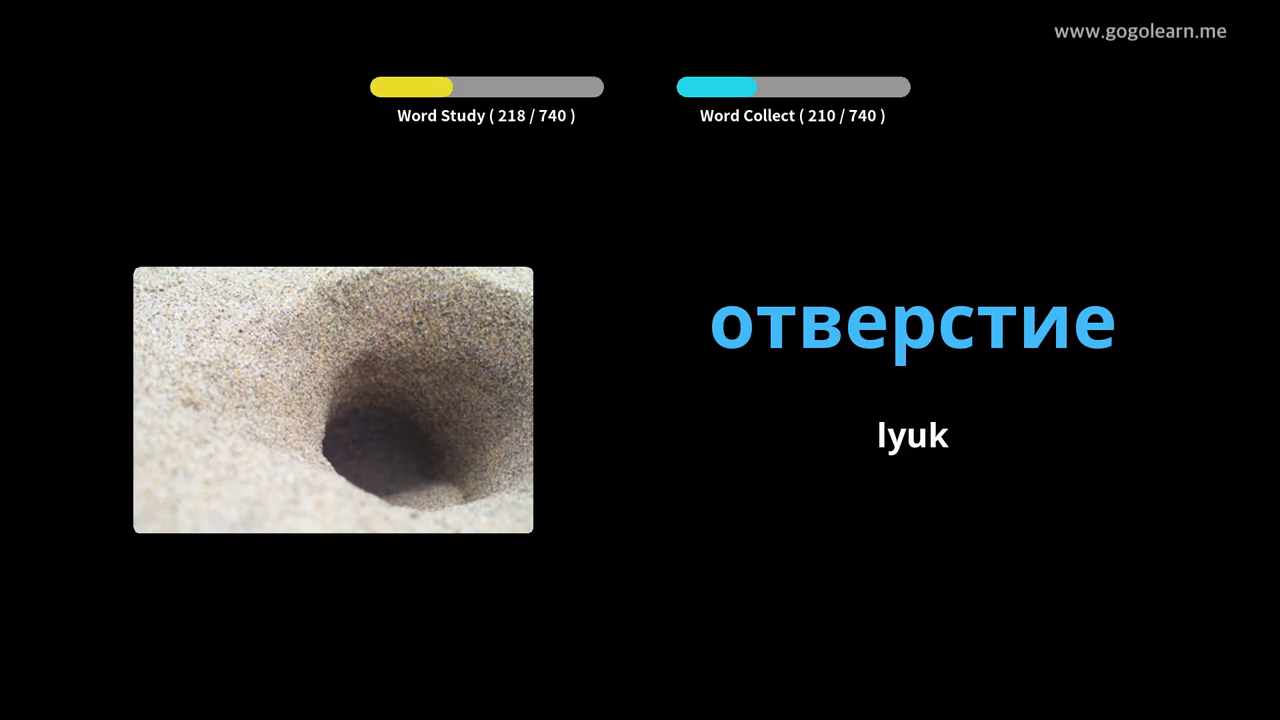 www.gogolearn.me
Word Study ( 218 / 740 )
Word Collect ( 210 / 740 )
отверстие
lyuk